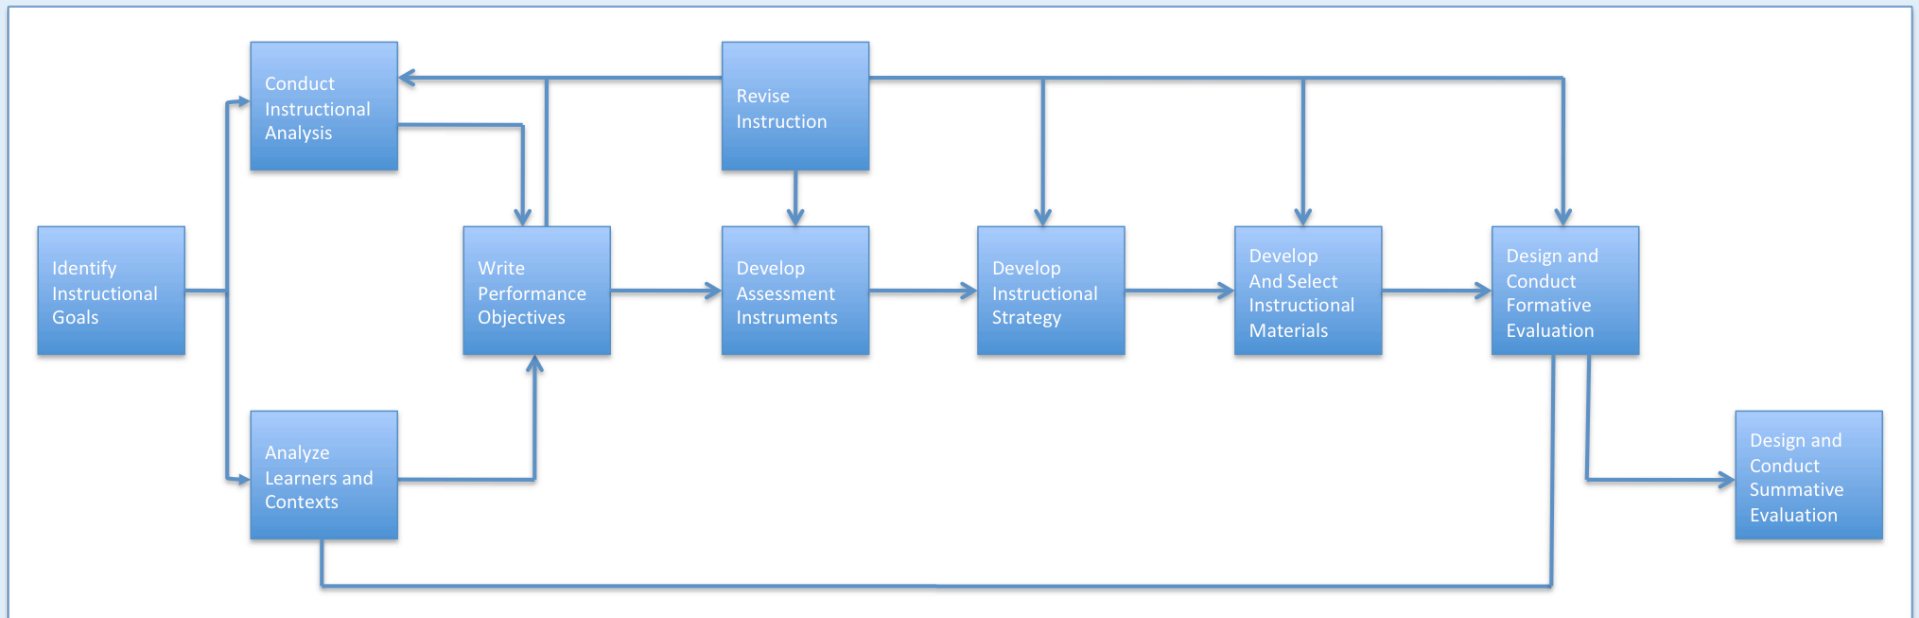 Conduct
Instructional
Analysis
Revise
Instruction
Identify
Instructional
Goals
Write
Performance
Objectives
Develop
Assessment
Instruments
Develop
Instructional
Strategy
Develop
And Select
Instructional
Materials
Design and
Conduct
Formative
Evaluation
Analyze
Learners and
Contexts
Design and
Conduct
Summative
Evaluation